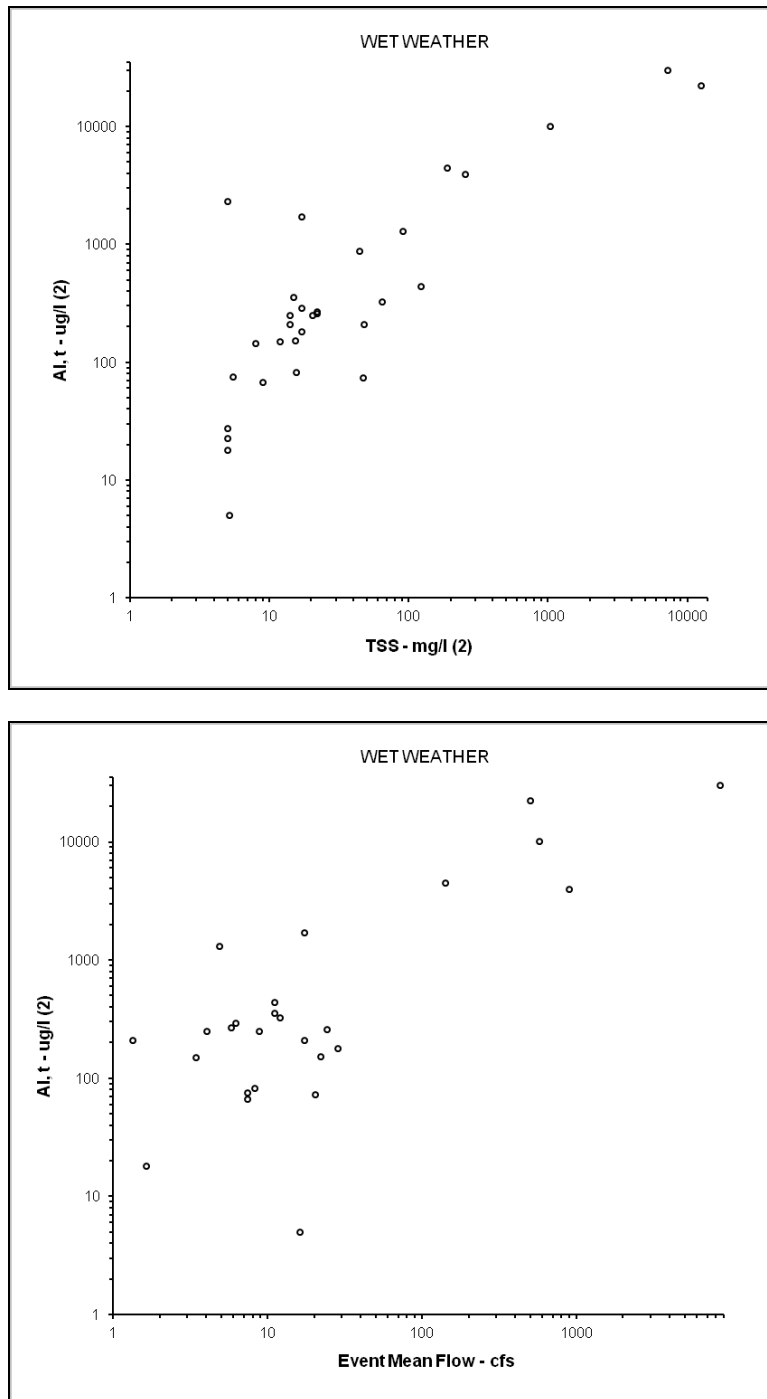 WET WEATHER
10000
1000
100
10
1
Al, t - ug/l (2)
1 10 100 1000 10000
TSS - mg/l (2)
WET WEATHER
10000
1000
100
10
1
Al, t - ug/l (2)
1 10 100 1000
Event Mean Flow - cfs